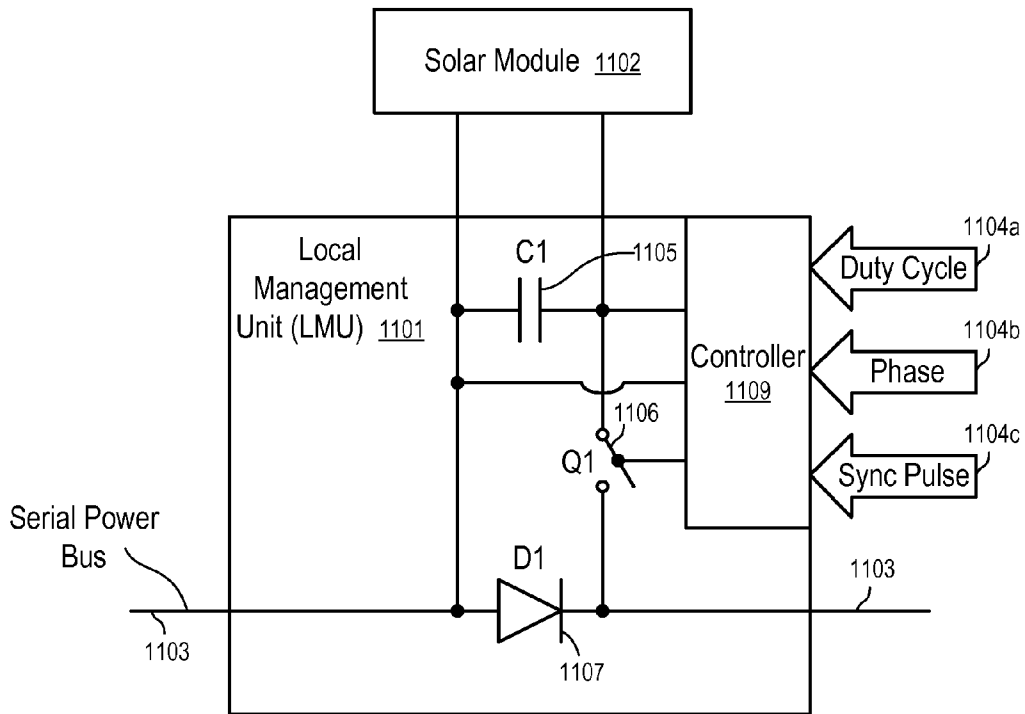 Solar Module 1102
Local
Management
Unit (LMU) 1101
C1
1105
Controller
1109
Duty Cycle
1104a
Phase
1104b
Sync Pulse
1104c
1106
Q1
Serial Power
Bus
D1
1103
1103
1107